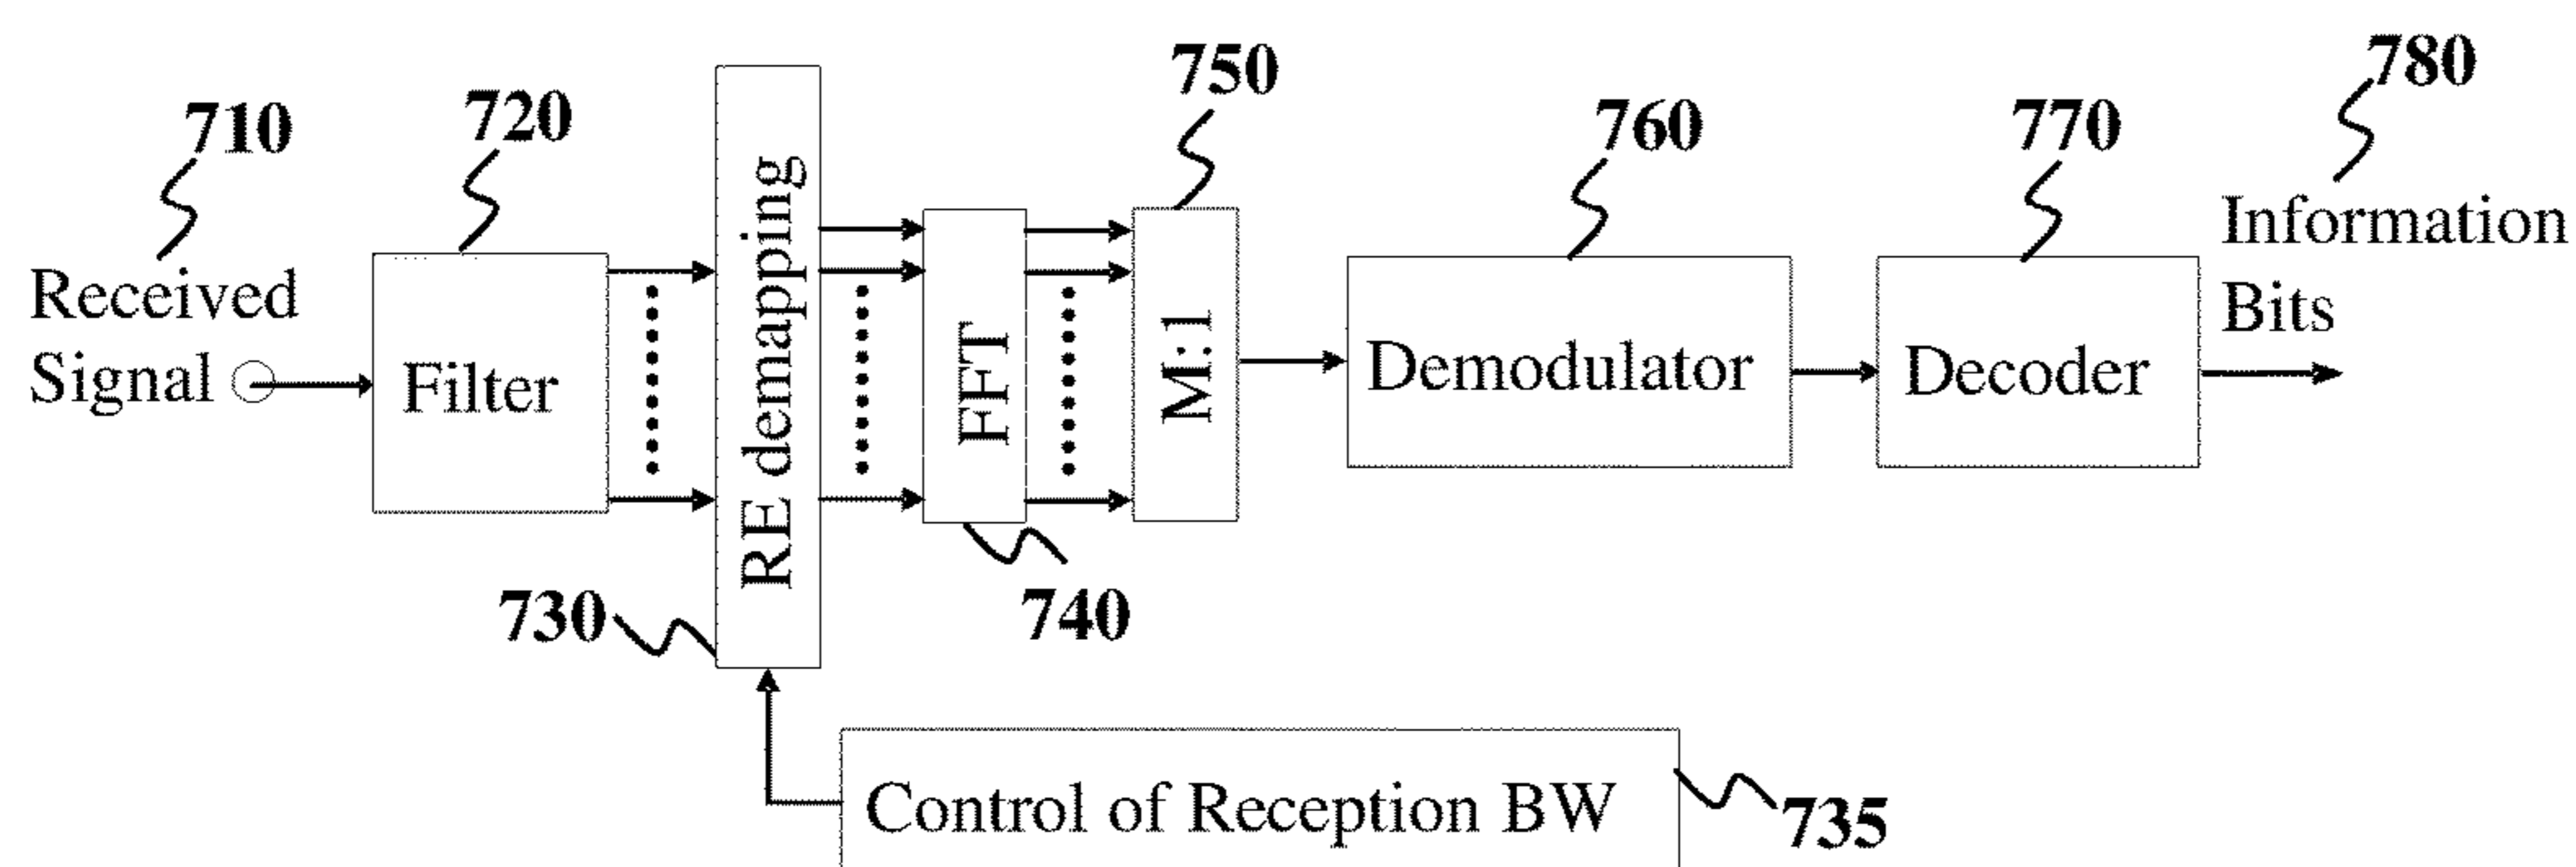 710
720
750
760
770
780
Received
Signal
Filter
RE demapping
FFT
M:1
Demodulator
Decoder
Information
Bits
730
740
Control of Reception BW
735